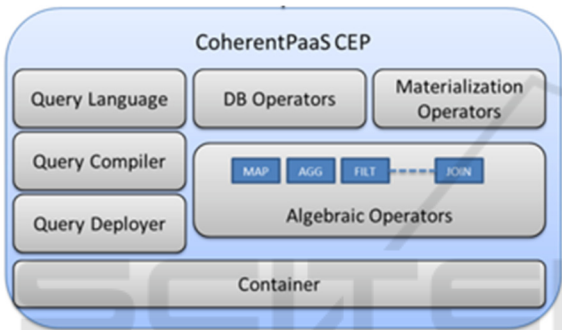 CoherentPaaS CEP
Query Language
DB Operators
Materialization
Operators
Query Compiler
MAP AGG FILT JOIN
Algebraic Operators
Query Deployer
Container